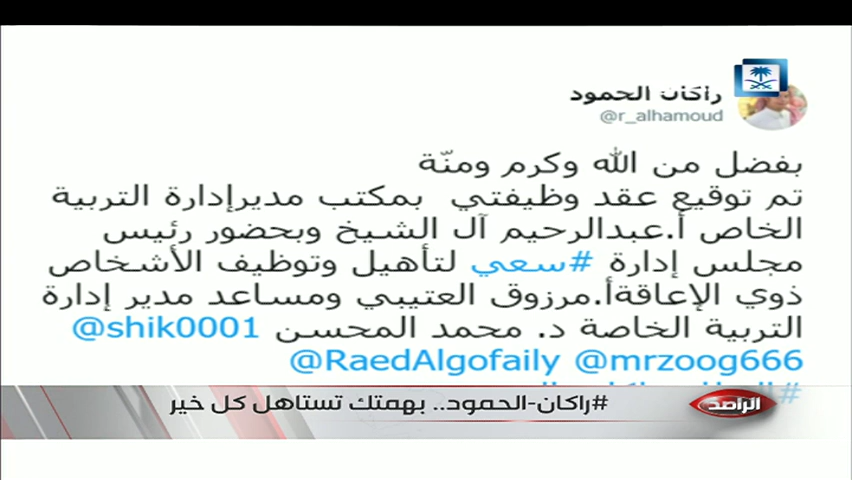 راكان الحمود
@r_alhamoud
بفضل من الله وكرم ومنّة
تم توقيع عقد وظيفتي بمكتب مديرإدارة التربية
الخاص أ.عبدالرحيم آل الشيخ وبحضور رئيس
مجلس إدارة #سعي لتأهيل وتوظيف الأشخاص
ذوي الإعاقةأ.مرزوق العتيبي ومساعد مدير إدارة
التربية الخاصة د. محمد المحسن @shik0001
@RaedAlgofaily @mrzoog666
#راكان-الحمود.. بهمتك تستاهل كل خير
الراصد